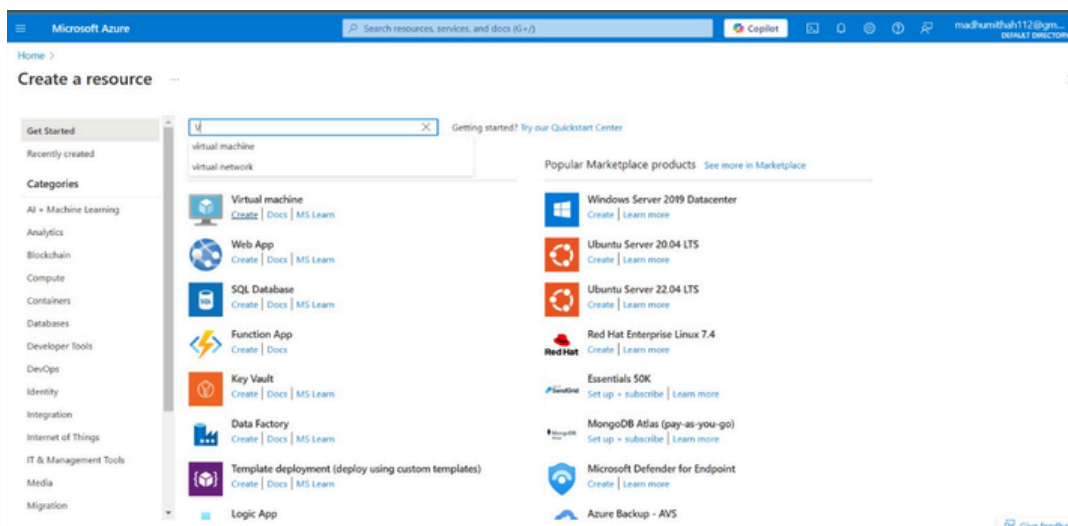 Microsoft Azure
Search resources, services, and docs (G+/)
Copilot
madhumithah112@gm...
DEFAULT DIRECTORY
Home >
Create a resource ...
Get Started
Recently created
Categories
AI + Machine Learning
Analytics
Blockchain
Compute
Containers
Databases
Developer Tools
DevOps
Identity
Integration
Internet of Things
IT & Management Tools
Media
Migration
V
virtual machine
virtual network
Getting started? Try our Quickstart Center
Virtual machine
Create | Docs | MS Learn
Web App
Create | Docs | MS Learn
SQL
SQL Database
Create | Docs | MS Learn
Function App
Create | Docs
Key Vault
Create | Docs | MS Learn
Data Factory
Create | Docs | MS Learn
Template deployment (deploy using custom templates)
Create | Docs | MS Learn
Logic App
Popular Marketplace products See more in Marketplace
Windows Server 2019 Datacenter
Create | Learn more
Ubuntu Server 20.04 LTS
Create | Learn more
Ubuntu Server 22.04 LTS
Create | Learn more
Red Hat
Red Hat Enterprise Linux 7.4
Create | Learn more
SendGrid
Essentials 50K
Set up + subscribe | Learn more
MongoDB Atlas (pay-as-you-go)
Set up + subscribe | Learn more
Microsoft Defender for Endpoint
Create | Learn more
Azure Backup - AVS